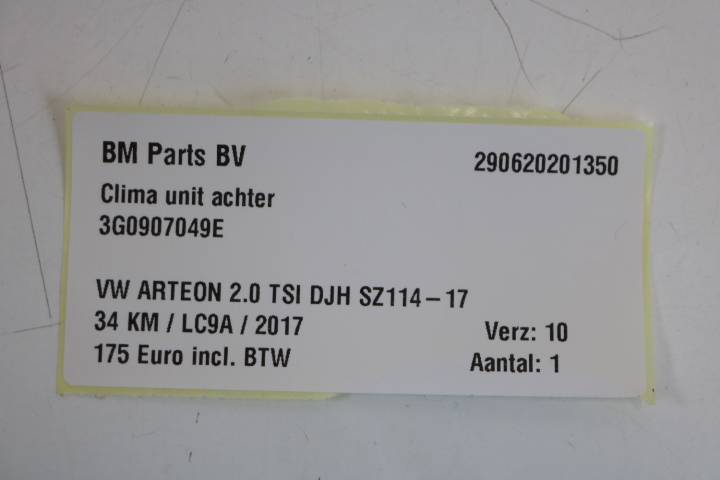 BM Parts BV 290620201350
Clima unit achter
3G0907049E
VW ARTEON 2.0 TSI DJH SZ114-17
34 KM / LC9A / 2017 Verz: 10
175 Euro incl. BTW Aantal: 1